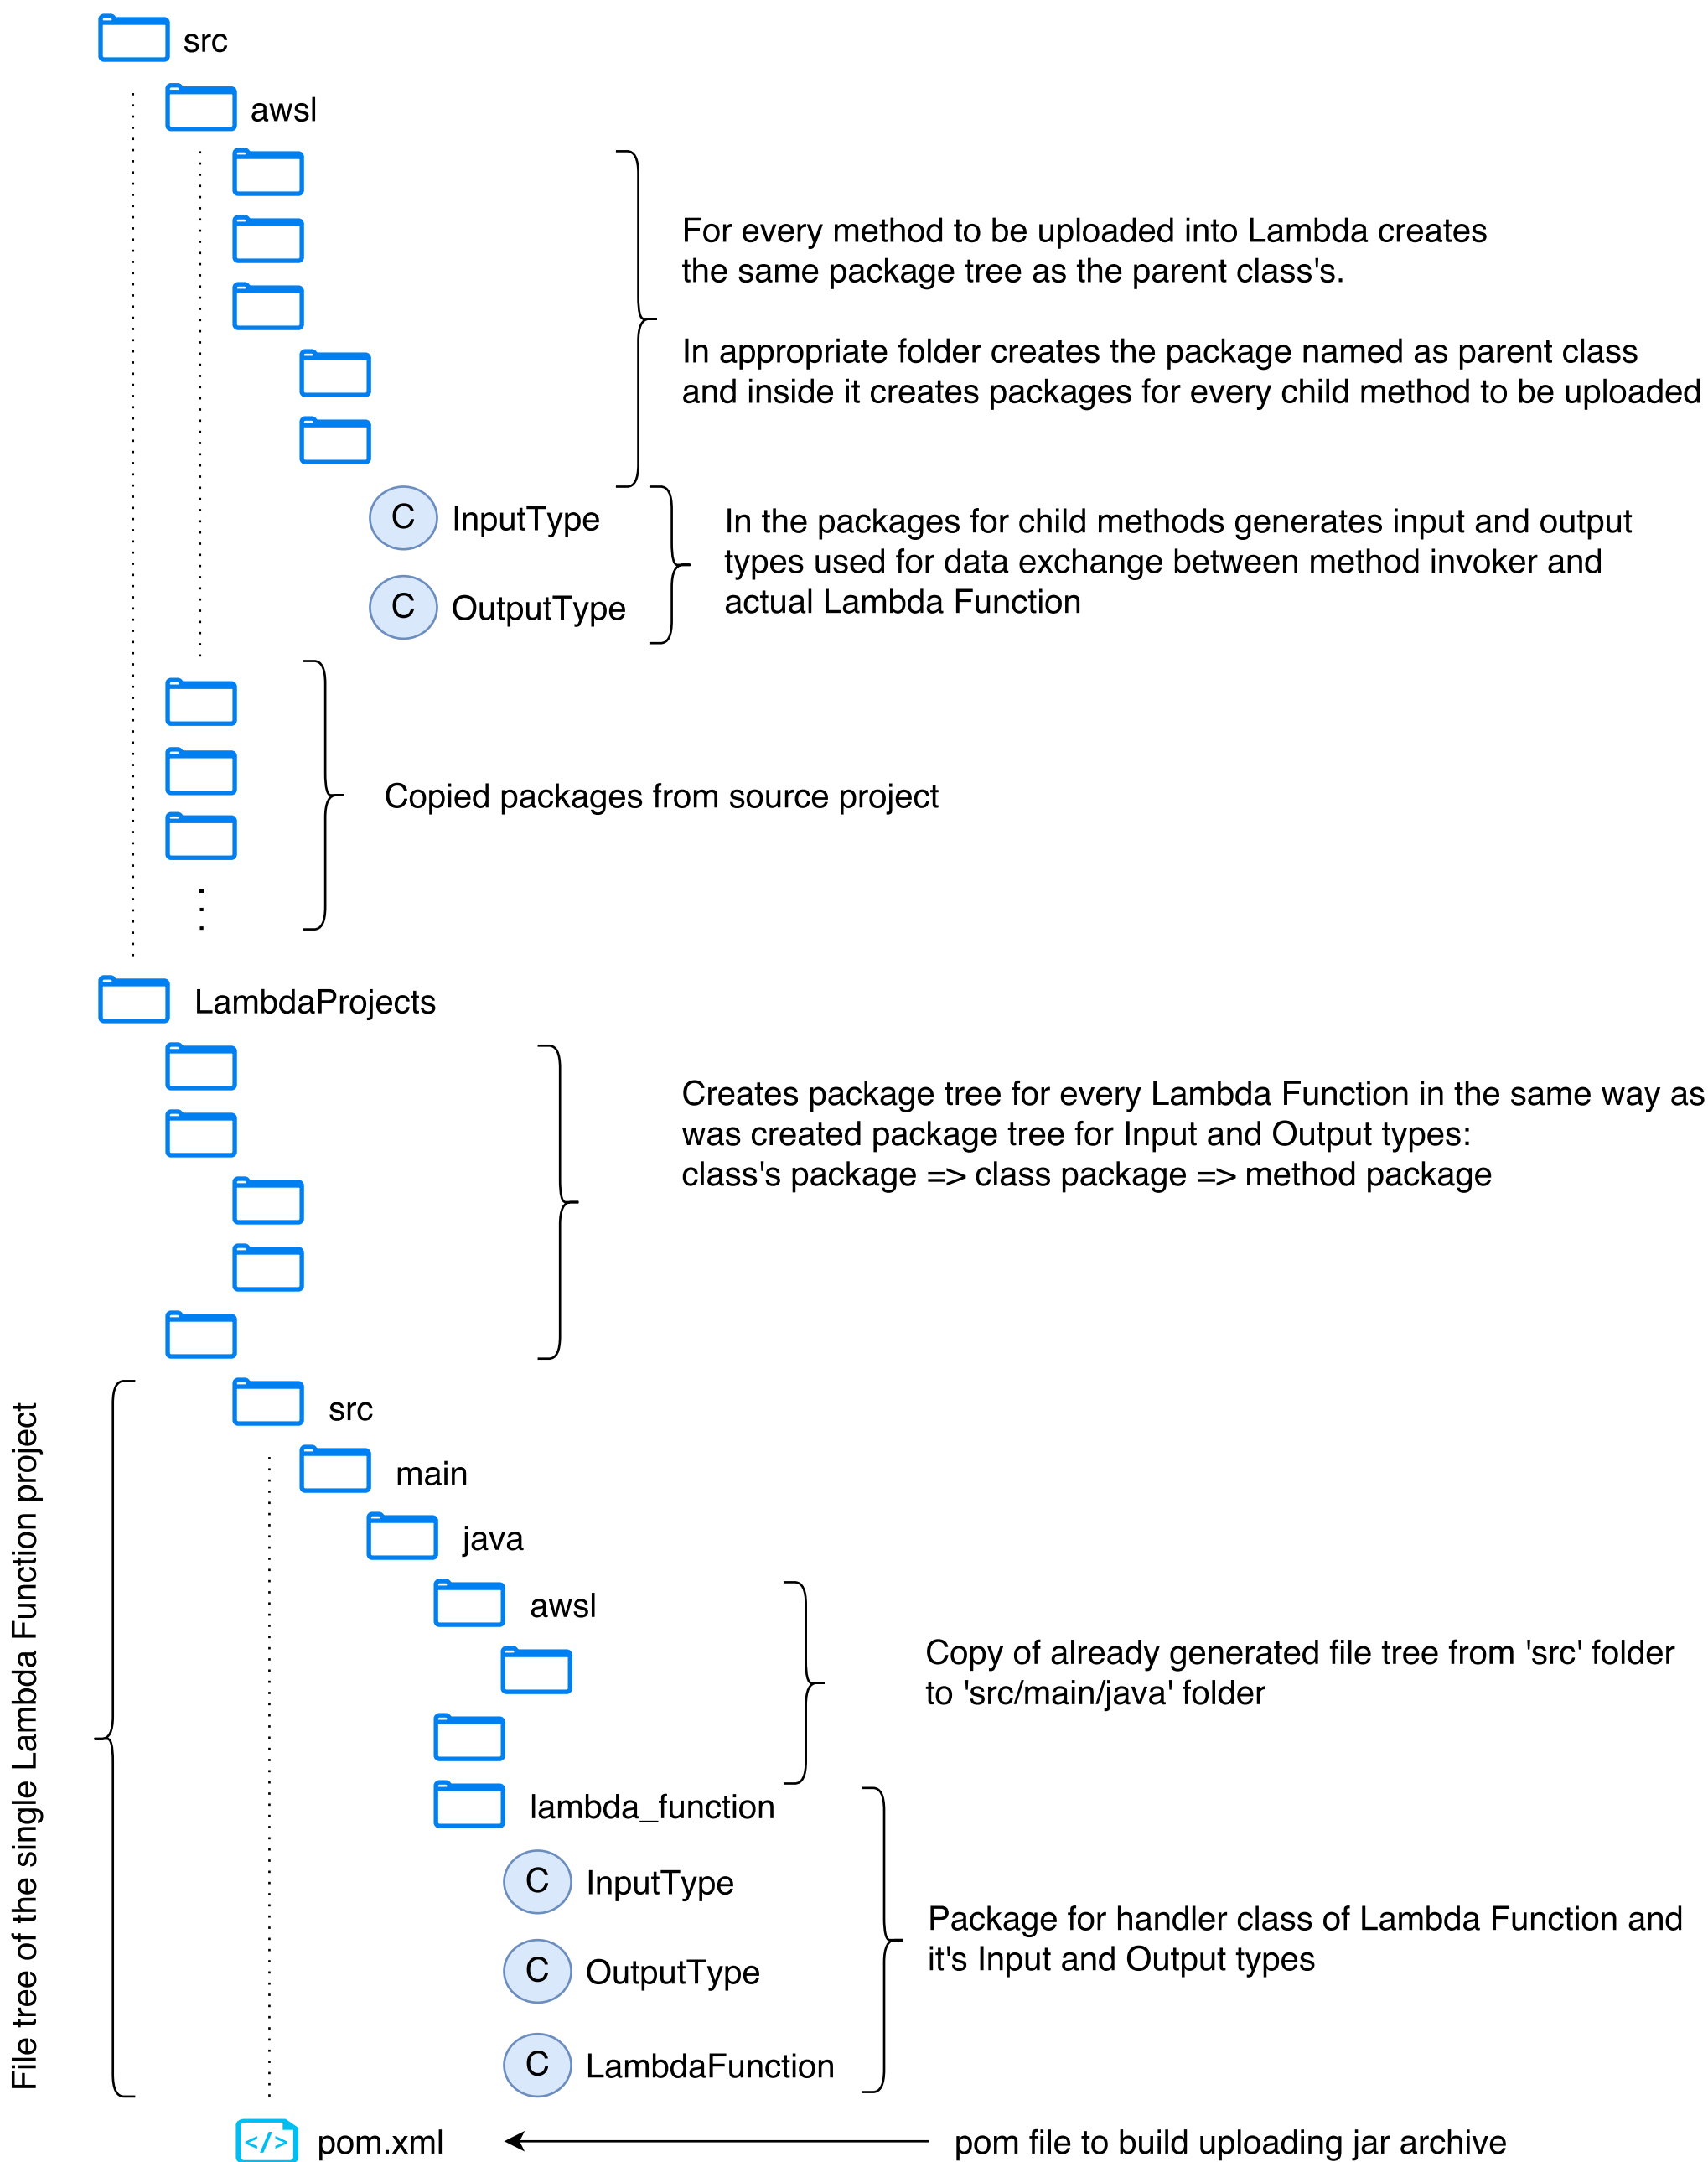 src
awsl
For every method to be uploaded into Lambda creates
the same package tree as the parent class's.
In appropriate folder creates the package named as parent class
and inside it creates packages for every child method to be uploaded
C InputType
C OutputType
In the packages for child methods generates input and output
types used for data exchange between method invoker and
actual Lambda Function
Copied packages from source project
LambdaProjects
Creates package tree for every Lambda Function in the same way as
was created package tree for Input and Output types:
class's package => class package => method package
File tree of the single Lambda Function project
src
main
java
awsl
Copy of already generated file tree from 'src' folder
to 'src/main/java' folder
lambda_function
C InputType
C OutputType
C LambdaFunction
Package for handler class of Lambda Function and
it's Input and Output types
</> pom.xml
pom file to build uploading jar archive